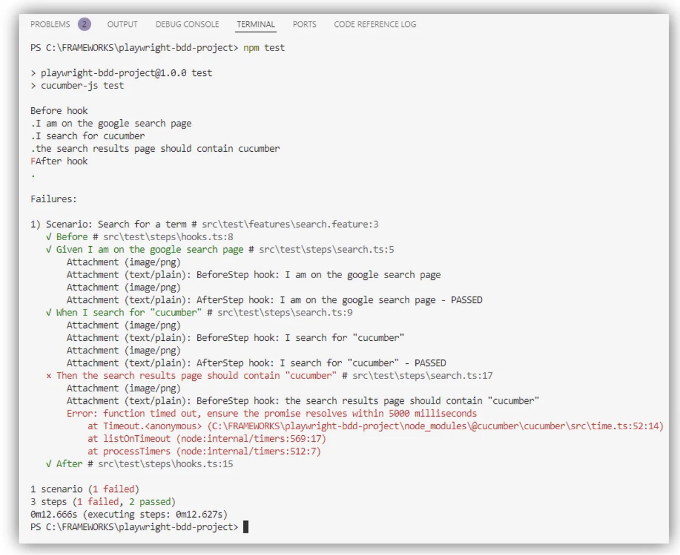 PROBLEMS 2 OUTPUT DEBUG CONSOLE TERMINAL PORTS CODE REFERENCE LOG
PS C:\FRAMEWORKS\playwright-bdd-project> npm test
> playwright-bdd-project@1.0.0 test
> cucumber-js test
Before hook
.I am on the google search page
.I search for cucumber
.the search results page should contain cucumber
FAfter hook
.
Failures:
1) Scenario: Search for a term # src\test\features\search.feature:3
√ Before # src\test\steps\hooks.ts:8
√ Given I am on the google search page # src\test\steps\search.ts:5
Attachment (image/png)
Attachment (text/plain): BeforeStep hook: I am on the google search page
Attachment (image/png)
Attachment (text/plain): AfterStep hook: I am on the google search page - PASSED
√ When I search for "cucumber" # src\test\steps\search.ts:9
Attachment (image/png)
Attachment (text/plain): BeforeStep hook: I search for "cucumber"
Attachment (image/png)
Attachment (text/plain): AfterStep hook: I search for "cucumber" - PASSED
× Then the search results page should contain "cucumber" # src\test\steps\search.ts:17
Attachment (image/png)
Attachment (text/plain): BeforeStep hook: the search results page should contain "cucumber"
Error: function timed out, ensure the promise resolves within 5000 milliseconds
at Timeout.<anonymous> (C:\FRAMEWORKS\playwright-bdd-project\node_modules\@cucumber\cucumber\src\time.ts:52:14)
at listOnTimeout (node:internal/timers:569:17)
at processTimers (node:internal/timers:512:7)
√ After # src\test\steps\hooks.ts:15
1 scenario (1 failed)
3 steps (1 failed, 2 passed)
0m12.666s (executing steps: 0m12.627s)
PS C:\FRAMEWORKS\playwright-bdd-project>